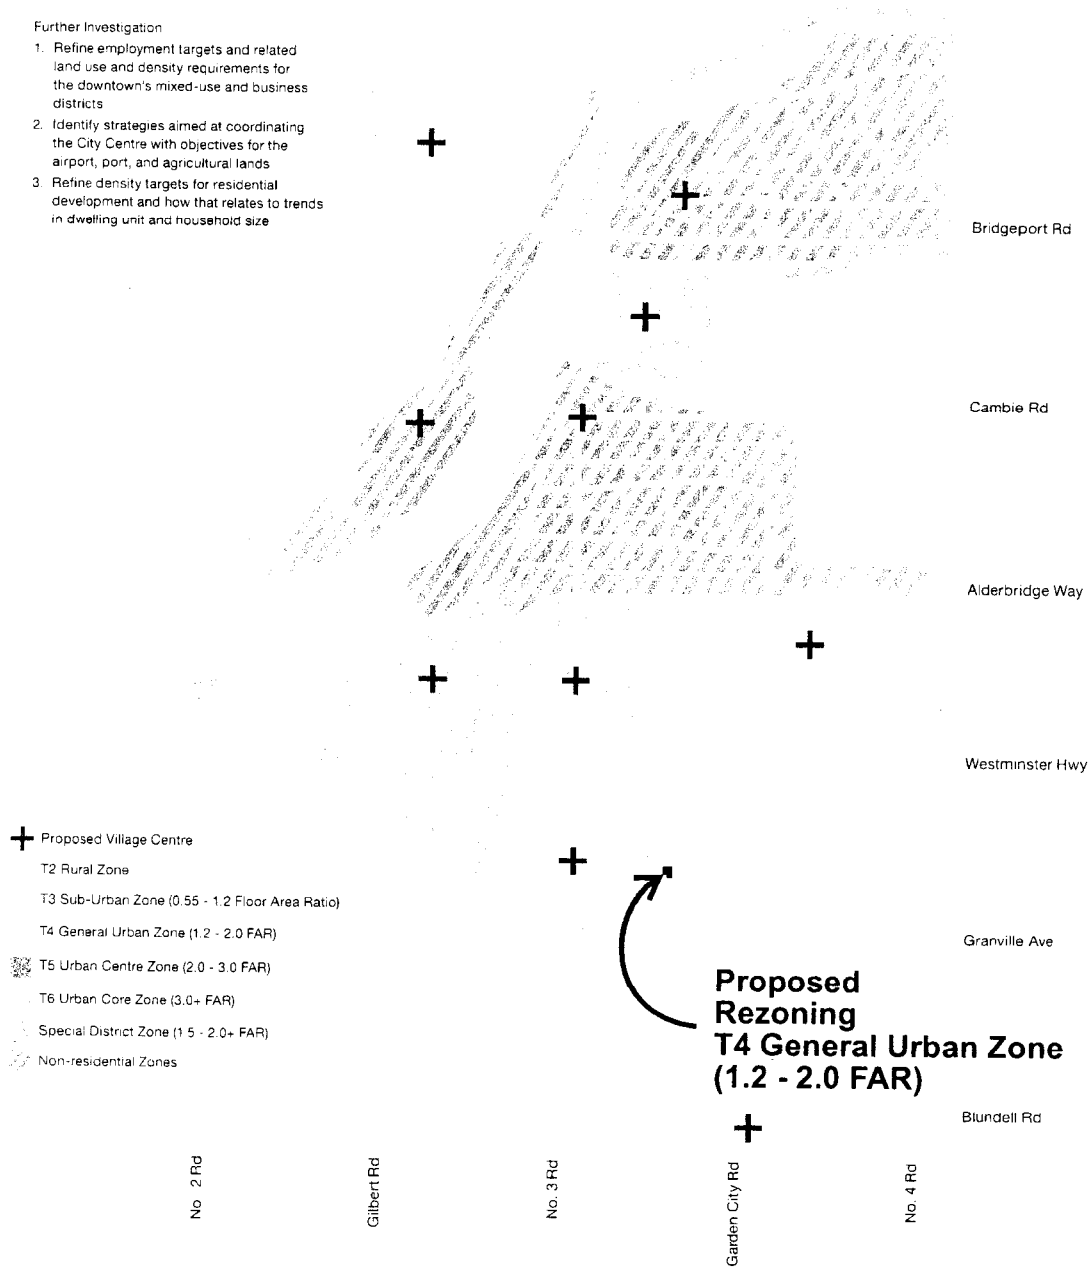 Further Investigation
1. Refine employment targets and related
land use and density requirements for
the downtown's mixed-use and business
districts
2. Identify strategies aimed at coordinating
the City Centre with objectives for the
airport, port, and agricultural lands
3. Refine density targets for residential
development and how that relates to trends
in dwelling unit and household size
Bridgeport Rd
Cambie Rd
Alderbridge Way
Westminster Hwy
Proposed Village Centre
T2 Rural Zone
T3 Sub-Urban Zone (0.55 - 1.2 Floor Area Ratio)
T4 General Urban Zone (1.2 - 2.0 FAR)
T5 Urban Centre Zone (2.0 - 3.0 FAR)
T6 Urban Core Zone (3.0+ FAR)
Special District Zone (1 5 - 2.0+ FAR)
Non-residential Zones
Granville Ave
Proposed
Rezoning
T4 General Urban Zone
(1.2 - 2.0 FAR)
Blundell Rd
No 2 Rd
Gilbert Rd
No. 3 Rd
Garden City Rd
No. 4 Rd